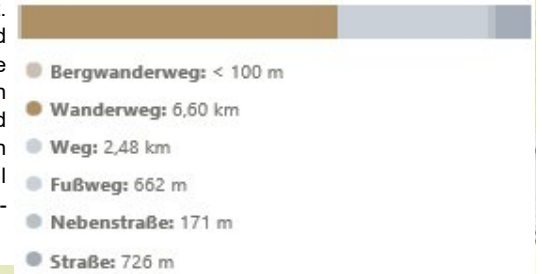 Bergwanderweg: < 100 m
Wanderweg: 6,60 km
Weg: 2,48 km
Fußweg: 662 m
Nebenstraße: 171 m
Straße: 726 m